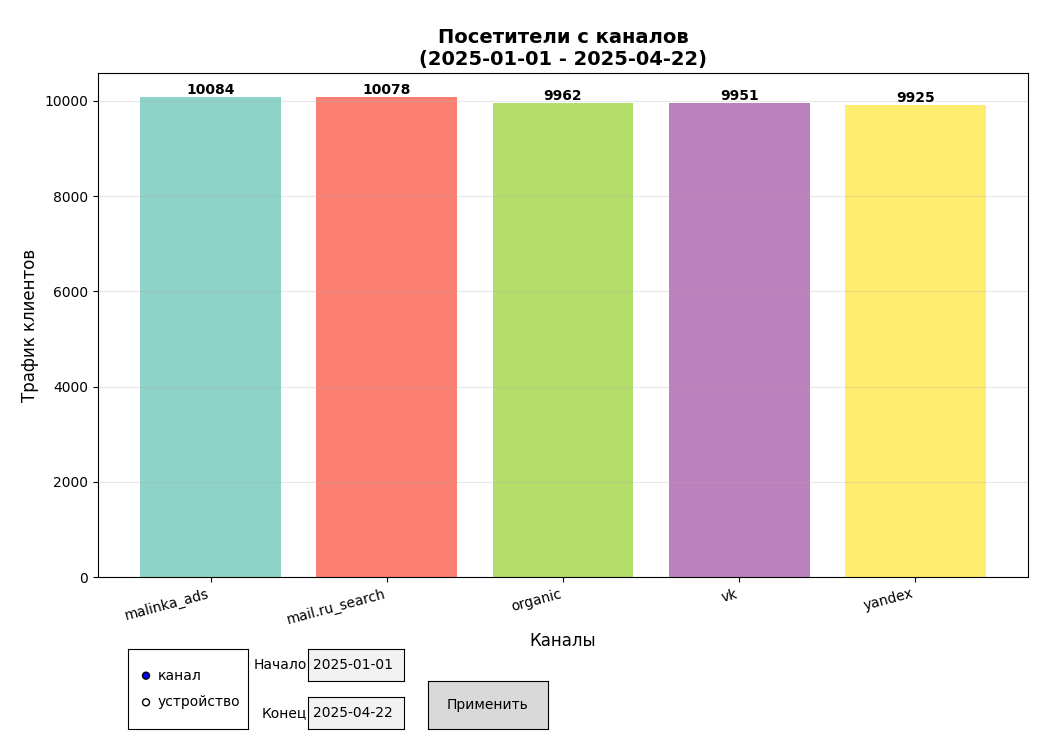 Посетители с каналов
(2025-01-01 - 2025-04-22)
10084
10078
9962
9951
9925
10000
8000
6000
4000
2000
0
Трафик клиентов
malinka_ads
mail.ru_search
organic
vk
yandex
Каналы
канал
устройство
Начало 2025-01-01
Конец 2025-04-22
Применить